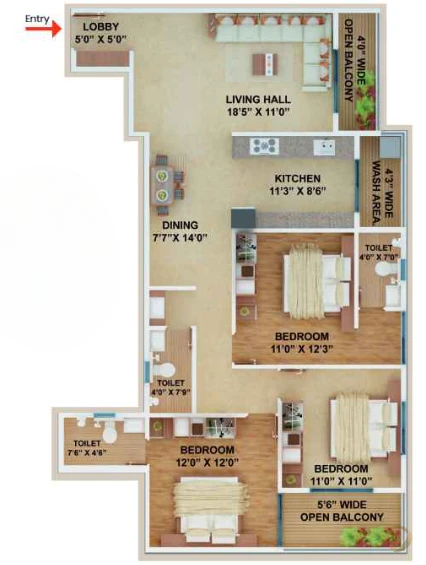 Entry
LOBBY
5'0" X 5'0"
4'0" WIDE
OPEN BALCONY
LIVING HALL
18'5" X 11'0"
KITCHEN
11'3" X 8'6"
4'3" WIDE
WASH AREA
DINING
7'7"X 14'0"
TOILET
4'0" X 7'0"
BEDROOM
11'0" X 12'3"
TOILET
4'0" X 7'9"
TOILET
7'6" X 4'6"
BEDROOM
12'0" X 12'0"
BEDROOM
11'0" X 11'0"
5'6" WIDE
OPEN BALCONY